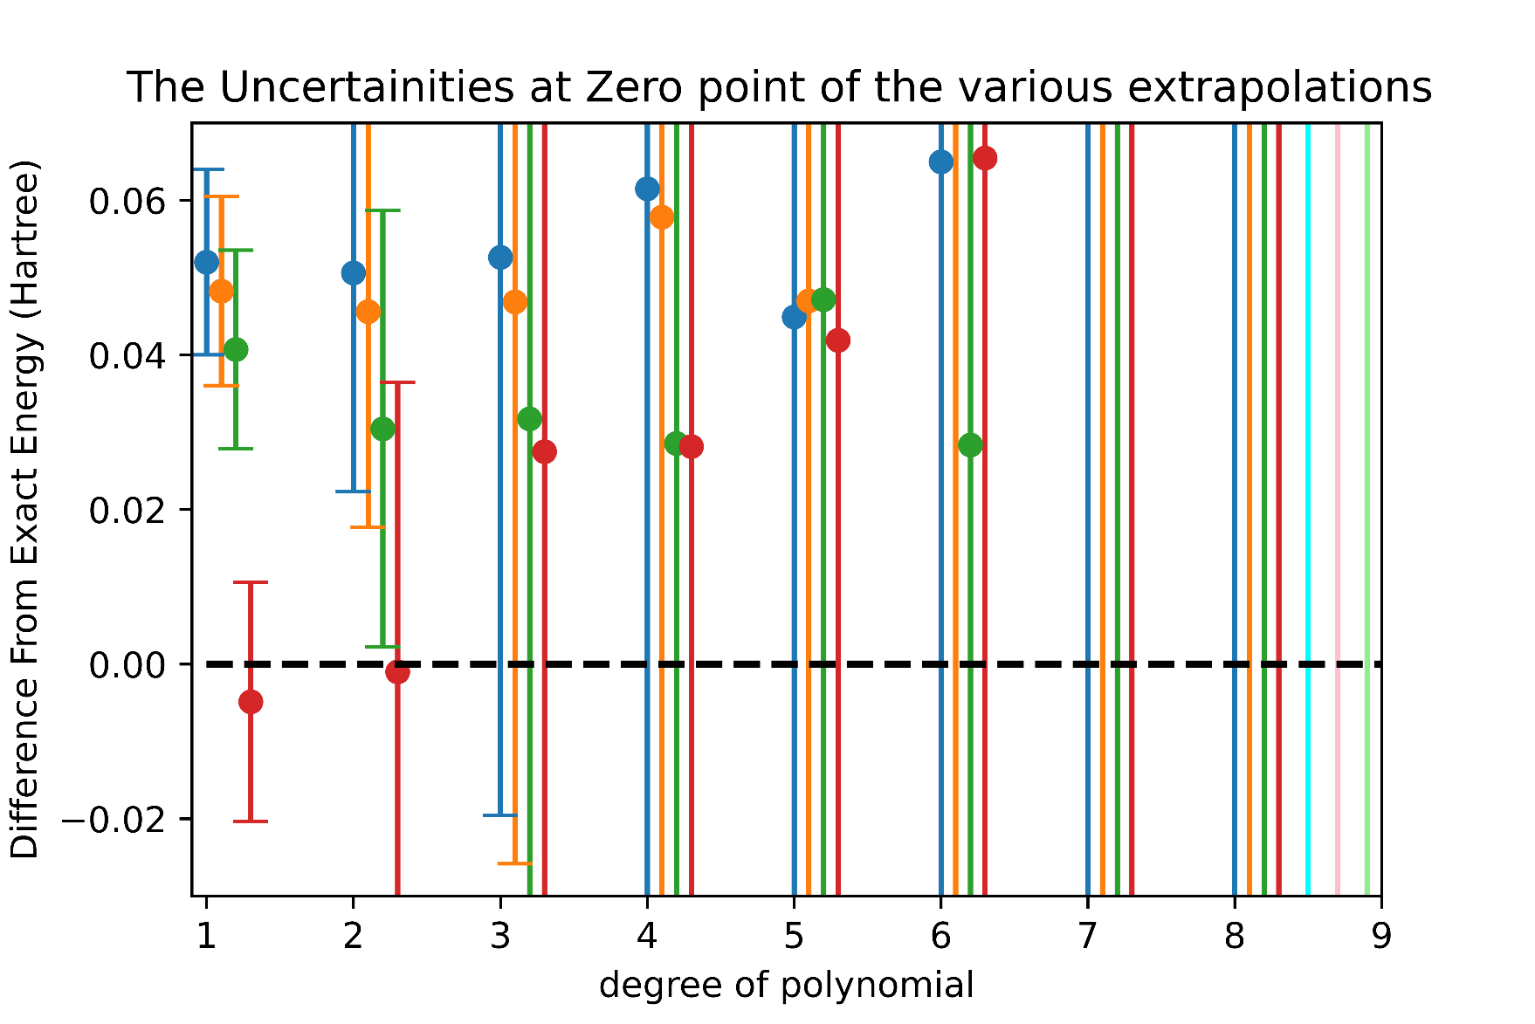 The Uncertainities at Zero point of the various extrapolations
Difference From Exact Energy (Hartree)
0.06
0.04
0.02
0.00
−0.02
1 2 3 4 5 6 7 8 9
degree of polynomial